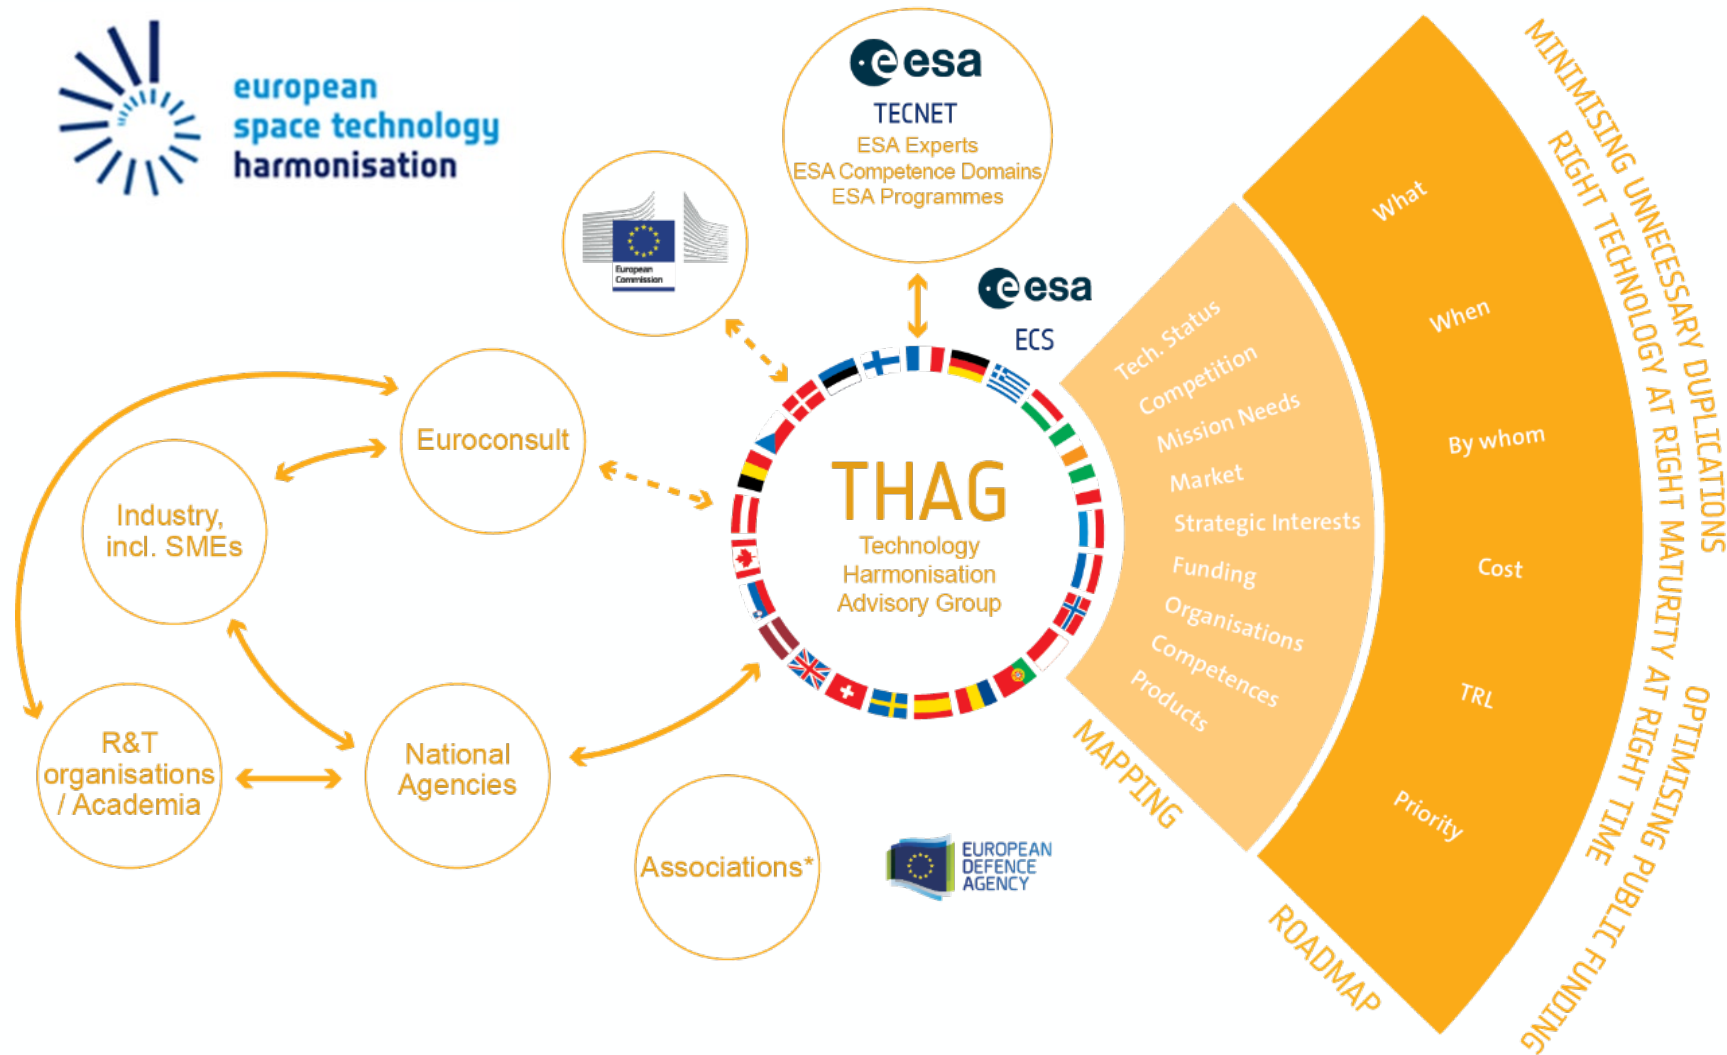 european
space technology
harmonisation
esa
TECNET
ESA Experts
ESA Competence Domains
ESA Programmes
European
Commission
esa
ECS
Euroconsult
Industry,
incl. SMEs
R&T
organisations
/ Academia
National
Agencies
Associations*
EUROPEAN
DEFENCE
AGENCY
THAG
Technology
Harmonisation
Advisory Group
Tech. Status
Competition
Mission Needs
Market
Strategic Interests
Funding
Organisations
Competences
Products
MAPPING
What
When
By whom
Cost
TRL
Priority
ROADMAP
MINIMISING UNNECESSARY DUPLICATIONS
RIGHT TECHNOLOGY AT RIGHT MATURITY AT RIGHT TIME
OPTIMISING PUBLIC FUNDING